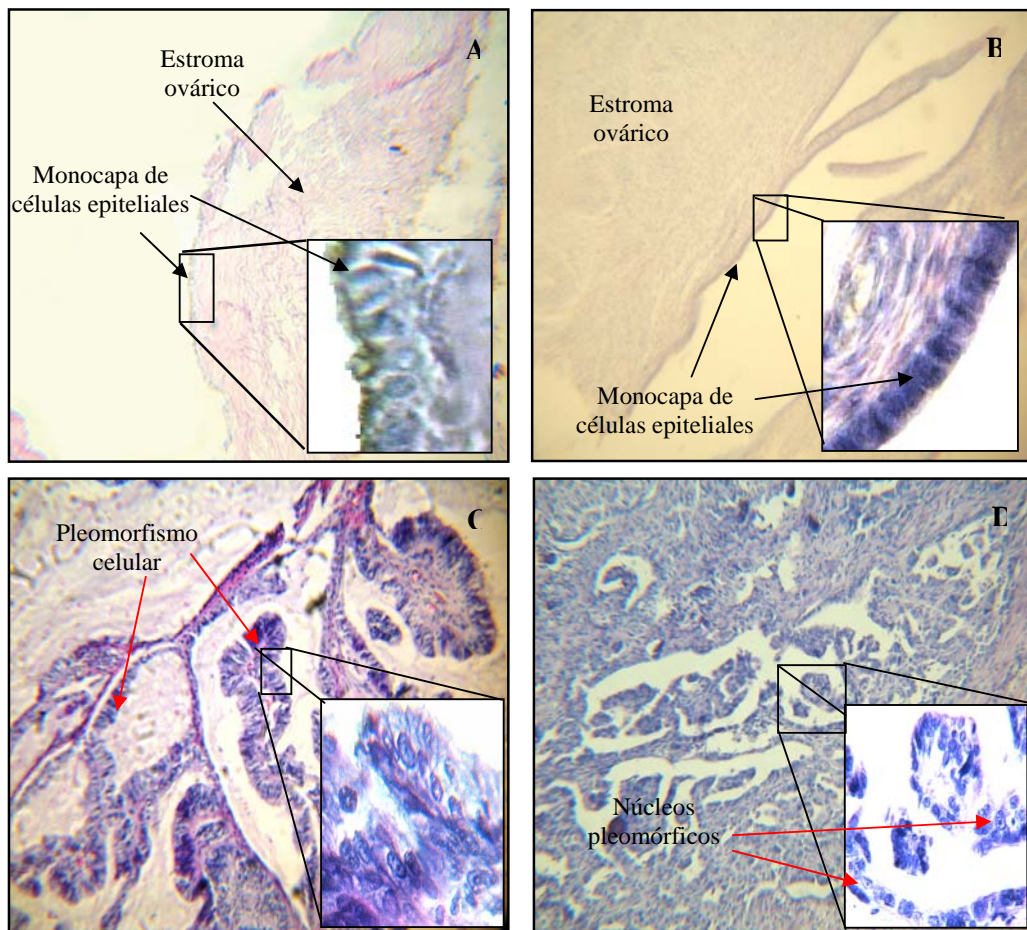 A
Estroma
ovárico
Monocapa de
células epiteliales
B
Estroma
ovárico
Monocapa de
células epiteliales
C
Pleomorfismo
celular
D
Núcleos
pleomórficos